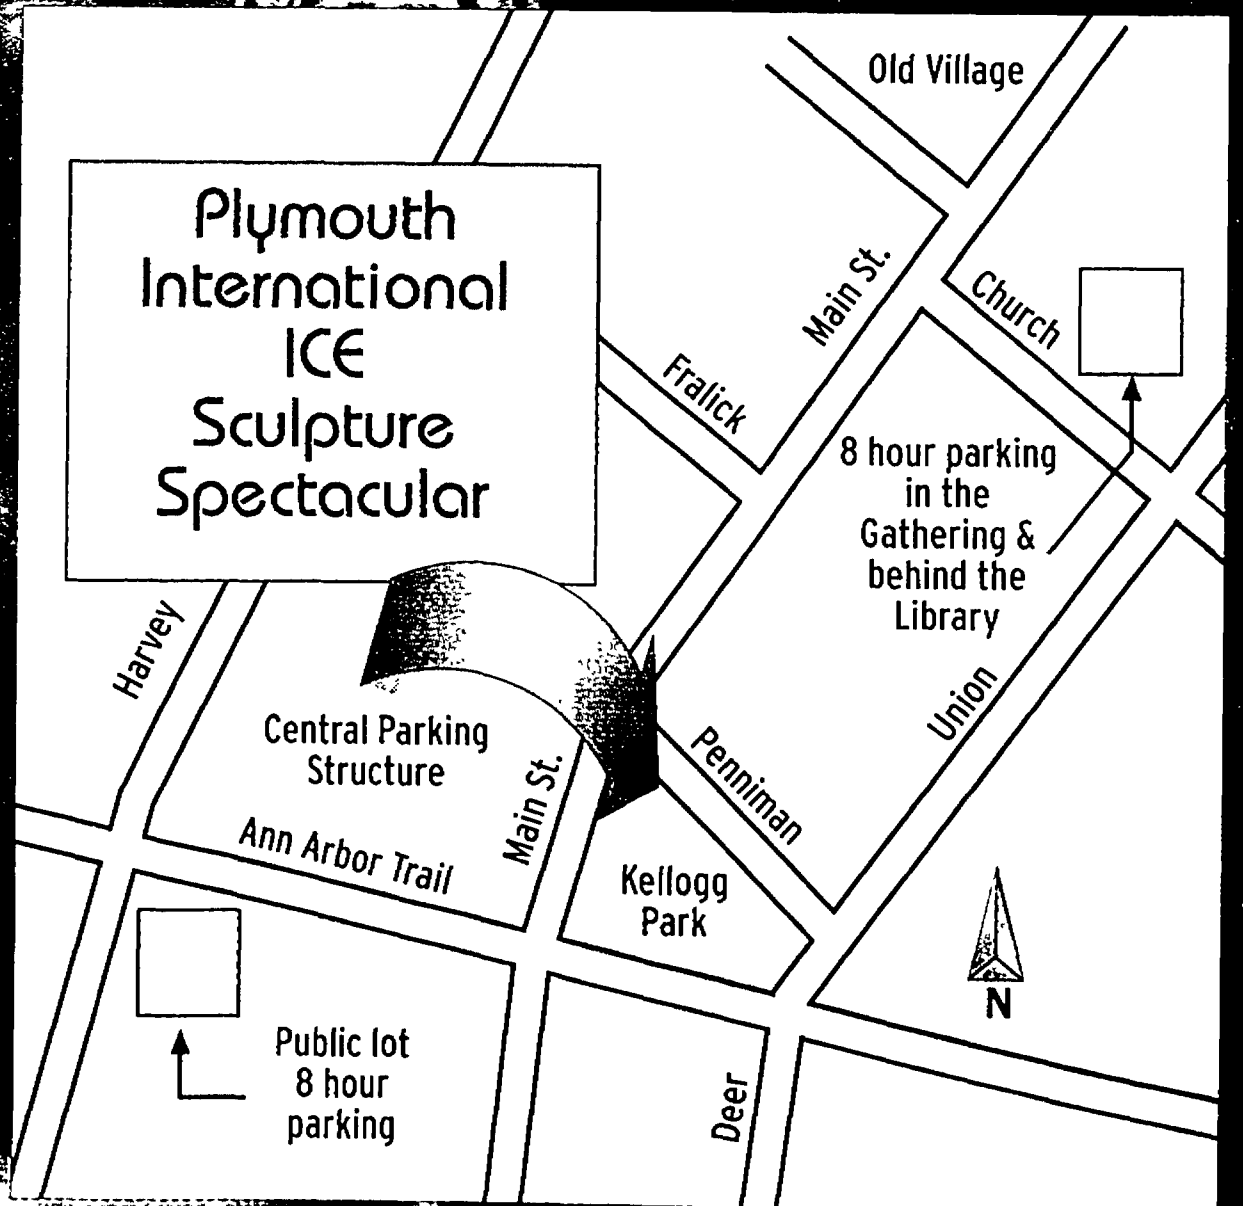 Old Village
Plymouth
International
ICE
Sculpture
Spectacular
Main St.
Church
Fralick
8 hour parking
in the
Gathering &
behind the
Library
Harvey
Union
Central Parking
Structure
Penniman
Main St.
Ann Arbor Trail
Kellogg
Park
N
Public lot
8 hour
parking
Deer